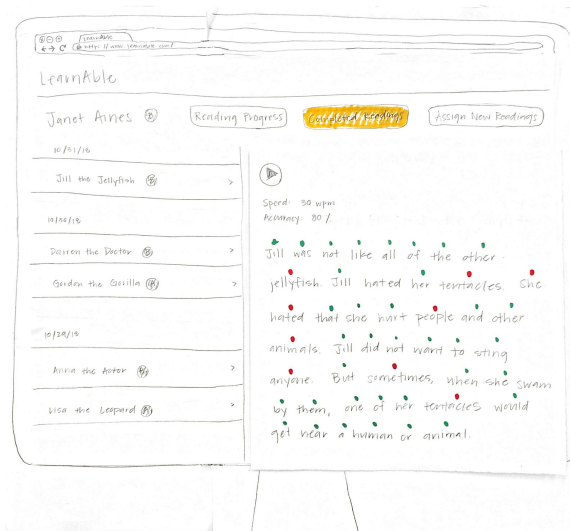 LearnAble
http://www.learnable.com/
LearnAble
Janet Aines B
Reading Progress
Completed Readings
Assign New Readings
10/31/18
Jill the Jellyfish B >
10/30/18
Darren the Doctor B >
Gordon the Gorilla B >
10/29/18
Anna the Actor B >
Lisa the Leopard >
Speed: 30 wpm
Accuracy: 80%
Jill was not like all of the other
jellyfish. Jill hated her tentacles. She
hated that she hurt people and other
animals. Jill did not want to sting
anyone. But sometimes, when she swam
by them, one of her tentacles would
get near a human or animal.